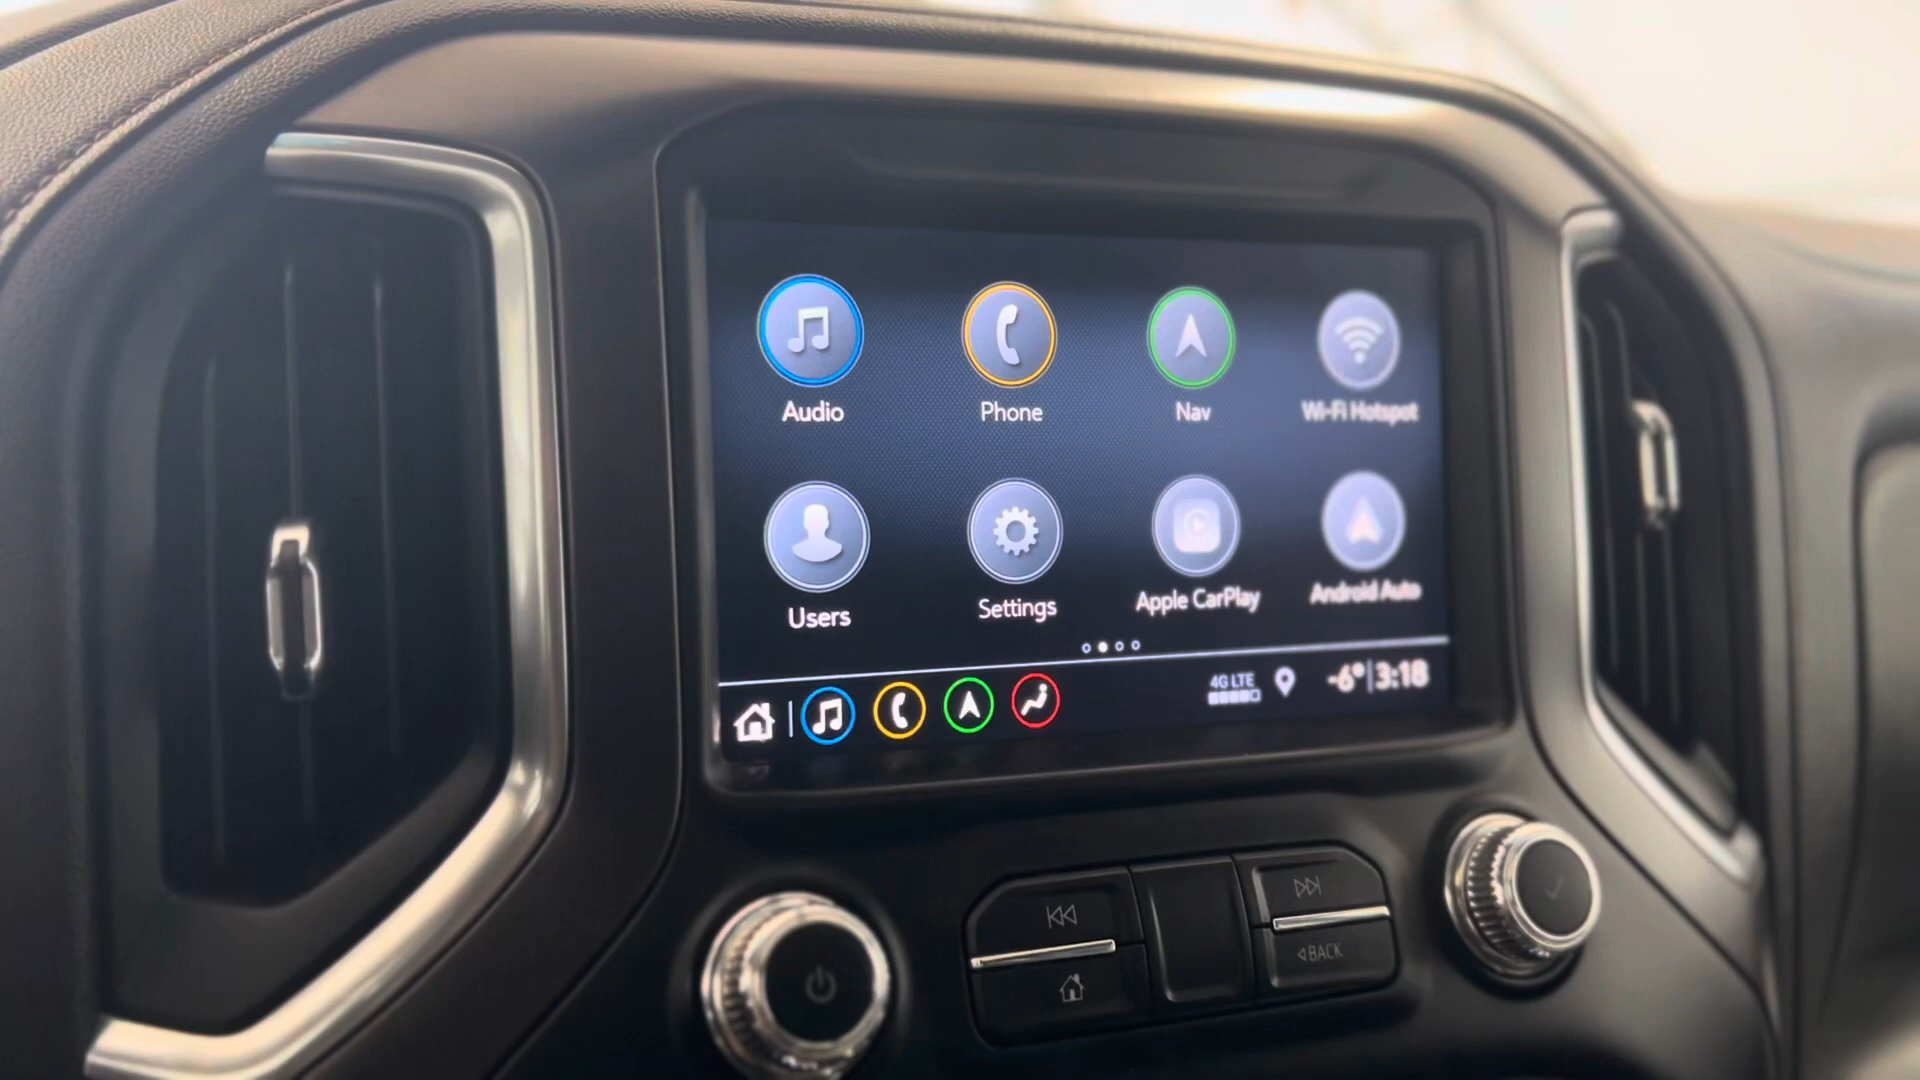 Audio Phone Nav Wi-Fi Hotspot
Users Settings Apple CarPlay Android Auto
4G LTE -6° 3:18
BACK